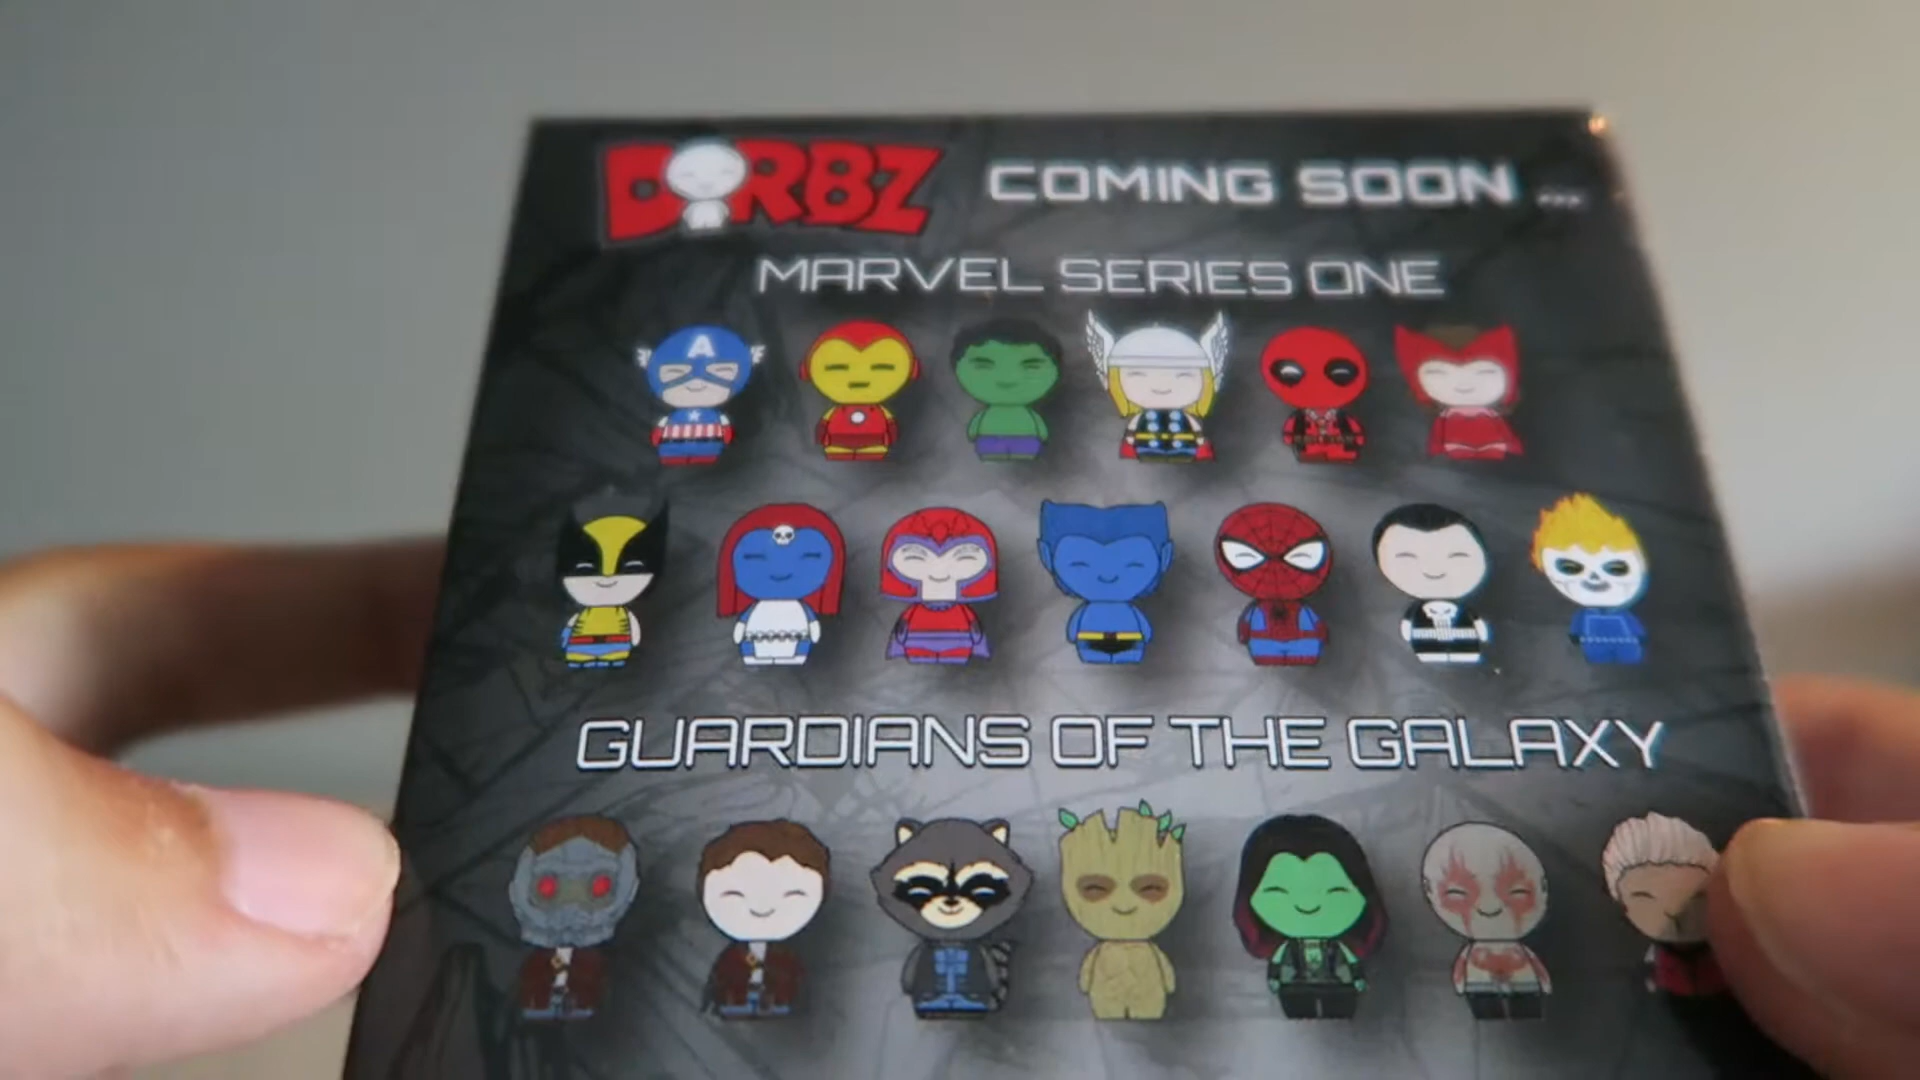 DORBZ COMING SOON ...
MARVEL SERIES ONE
A
GUARDIANS OF THE GALAXY